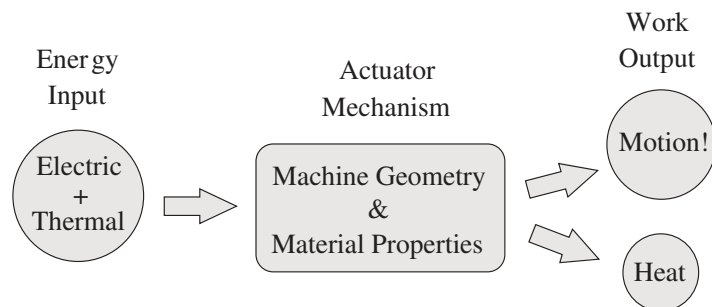 Energy
Input
Electric
+
Thermal
Actuator
Mechanism
Machine Geometry
&
Material Properties
Work
Output
Motion!
Heat